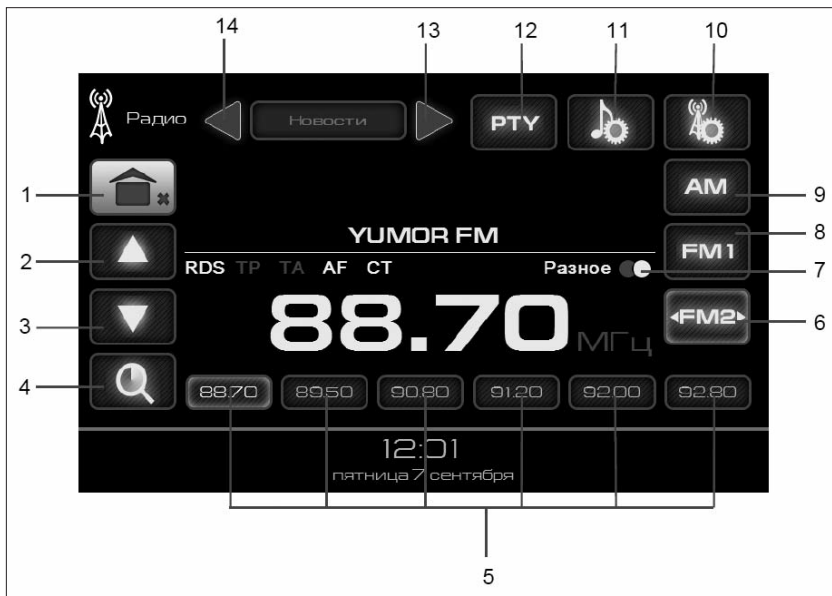 14 13 12 11 10
Радио Новости PTY
1
AM 9
YUMOR FM
8
FM 1
2
RDS TP TA AF CT Разное 7
3
88.70 МГц
FM2 6
4
88.70 89.50 90.80 91.20 92.00 92.80
12:01
пятница 7 сентября
5